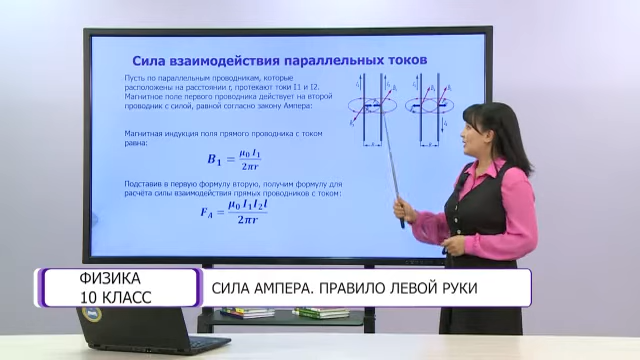 Сила взаимодействия параллельных токов
Пусть по параллельным проводникам, которые
расположены на расстоянии r, протекают токи I1 и I2.
Магнитное поле первого проводника действует на второй
проводник с силой, равной согласно закону Ампера:
Магнитная индукция поля прямого проводника с током
равна:
B₁ = μ₀ I₁ / 2πr
Подставив в первую формулу вторую, получим формулу для
расчёта силы взаимодействия прямых проводников с током:
F_A = μ₀ I₁I₂l / 2πr
ФИЗИКА
10 КЛАСС
СИЛА АМПЕРА. ПРАВИЛО ЛЕВОЙ РУКИ